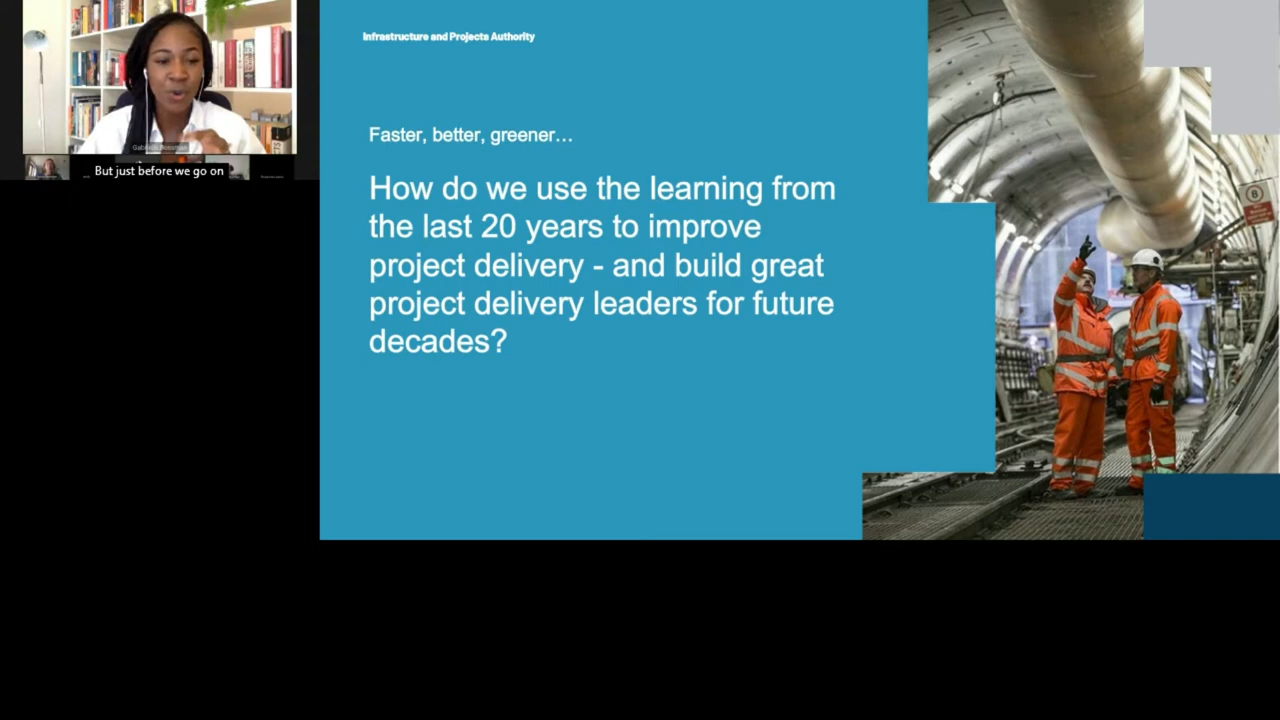 Infrastructure and Projects Authority
Faster, better, greener...
How do we use the learning from
the last 20 years to improve
project delivery - and build great
project delivery leaders for future
decades?
But just before we go on
B